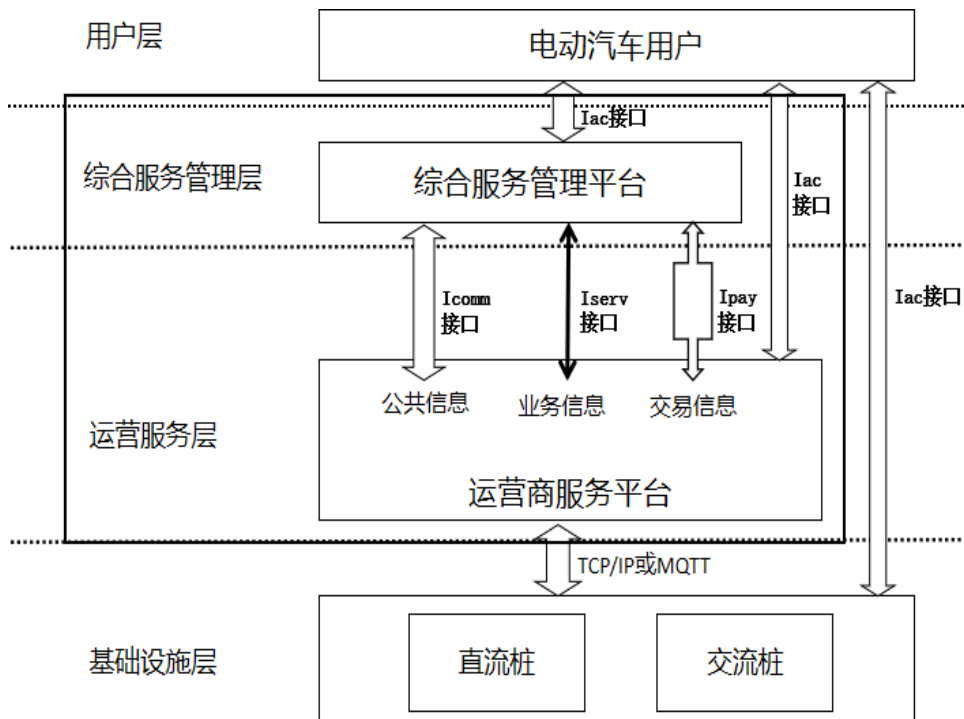 用户层
电动汽车用户
Iac接口
综合服务管理层
综合服务管理平台
Iac
接口
Icomm
接口
Iserv
接口
Ipay
接口
Iac接口
公共信息
业务信息
交易信息
运营服务层
运营商服务平台
TCP/IP或MQTT
基础设施层
直流桩
交流桩